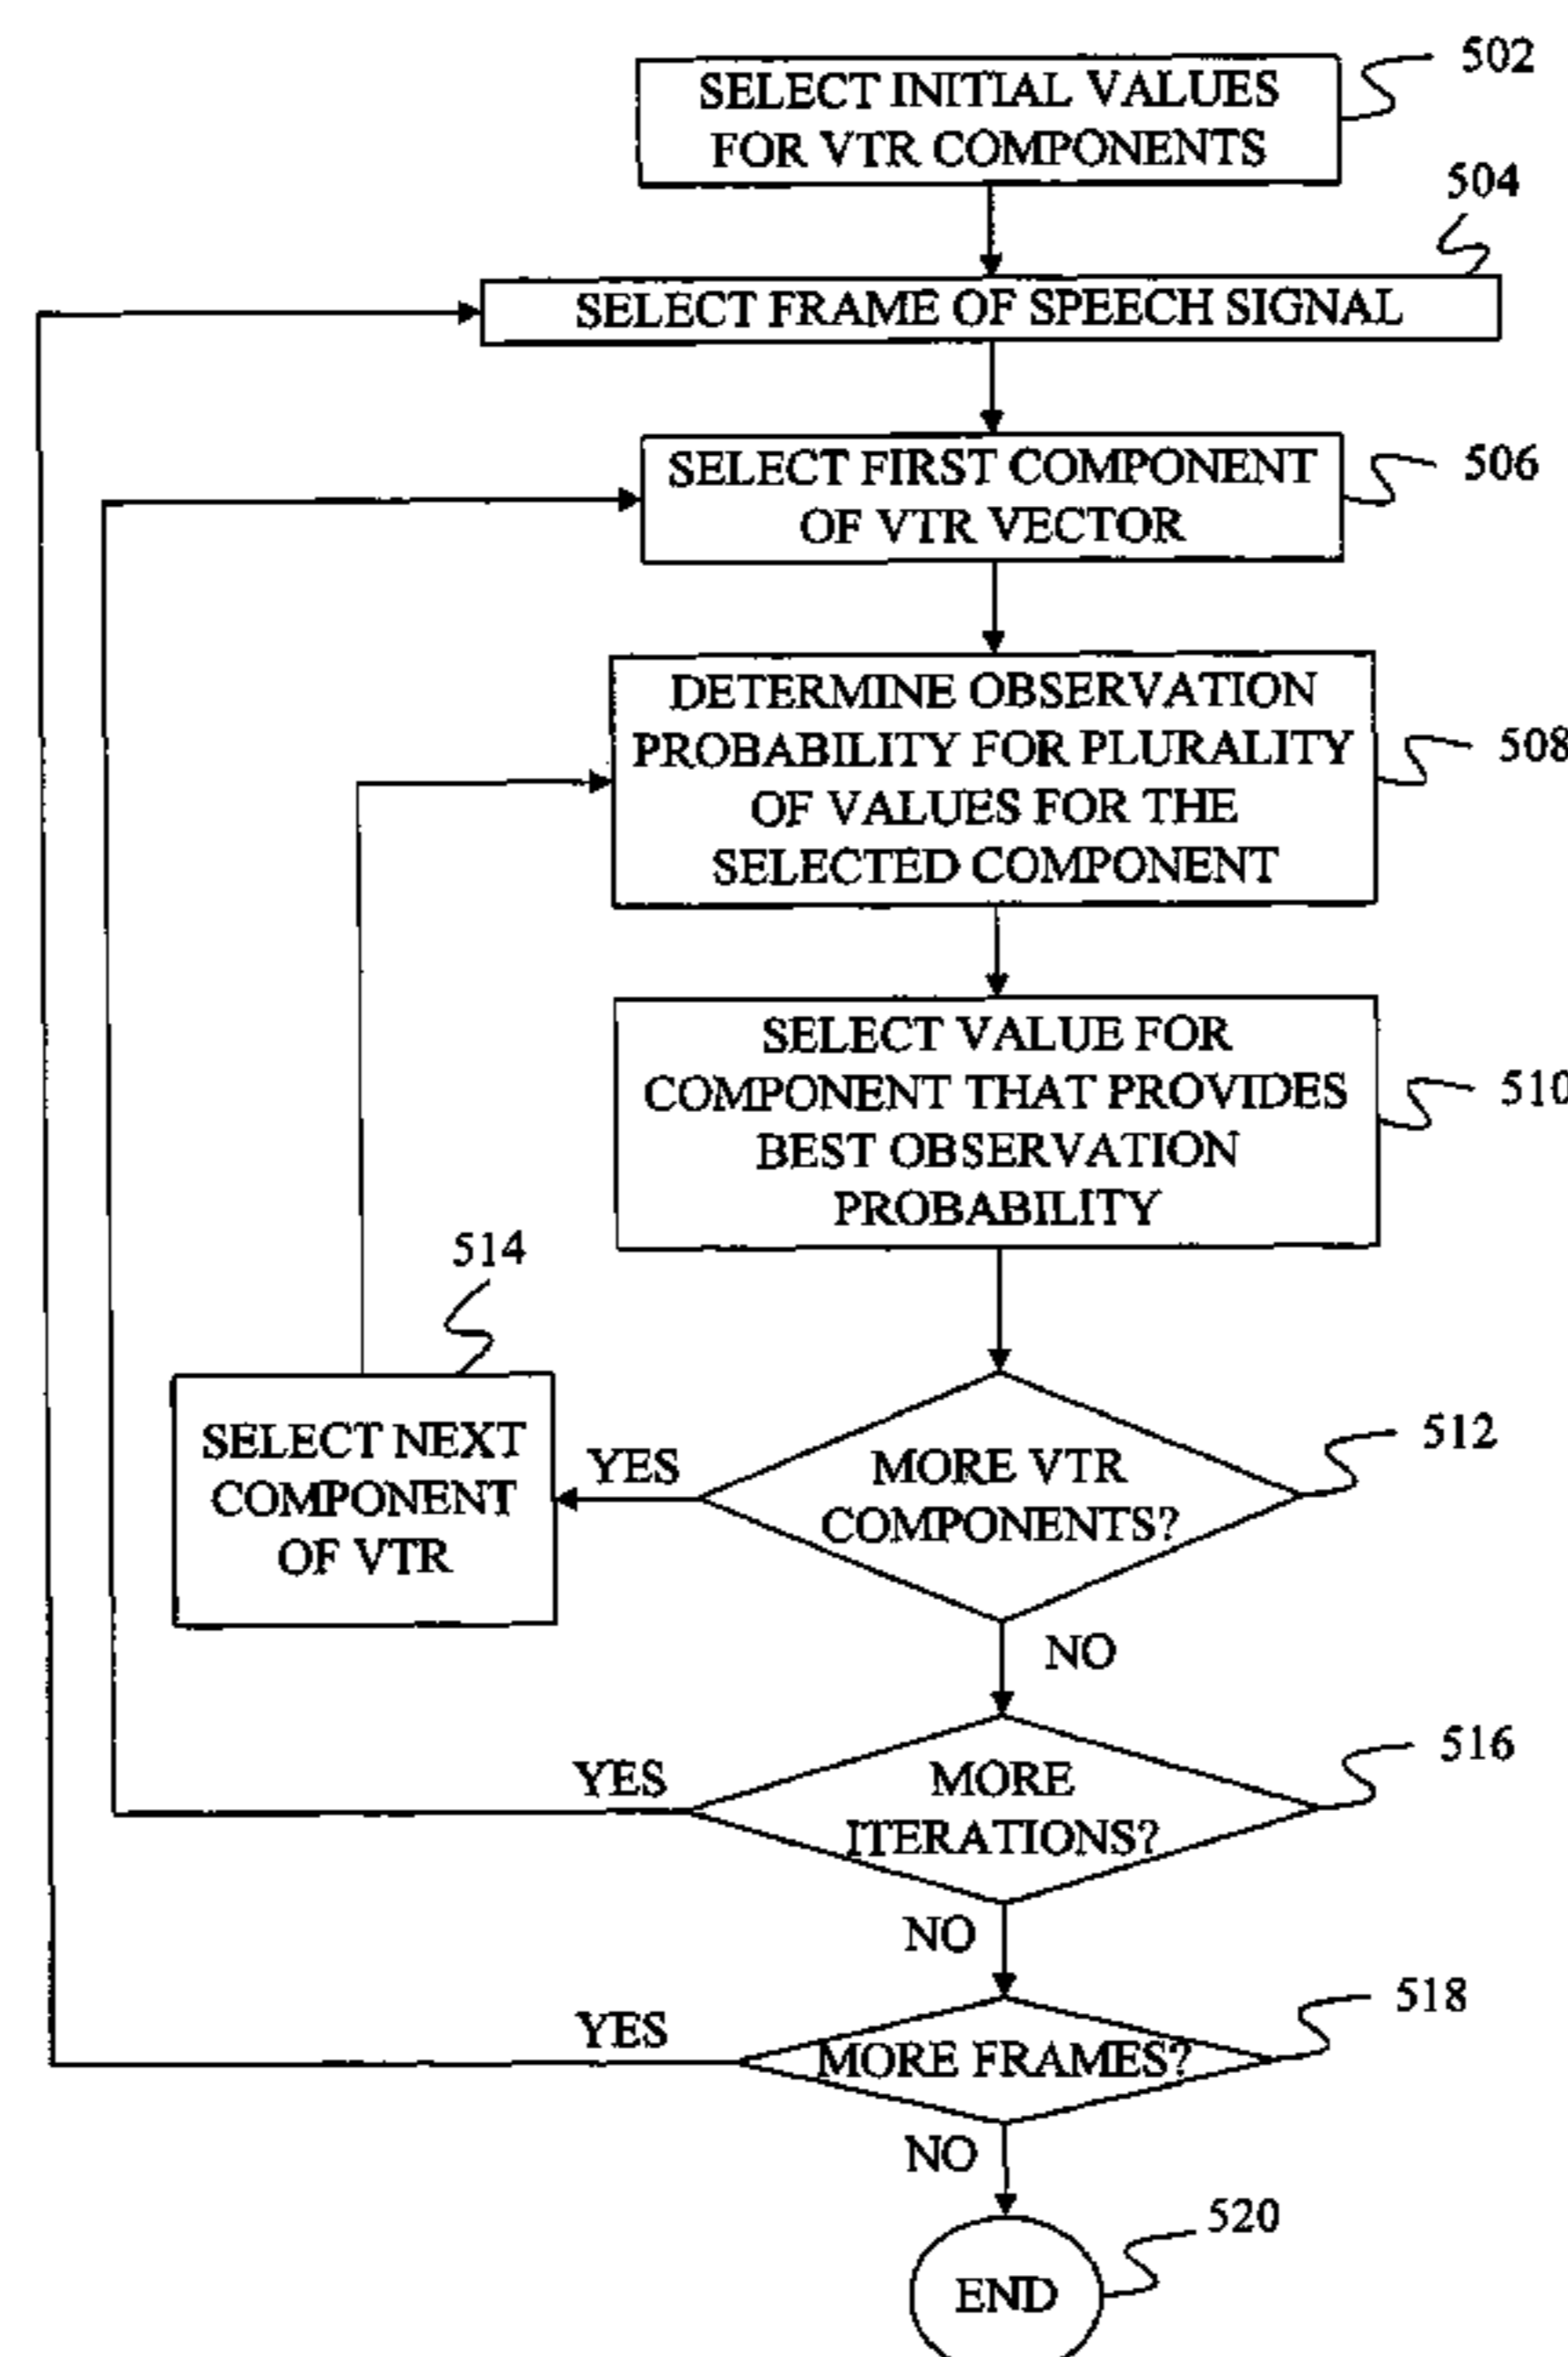 502
SELECT INITIAL VALUES
FOR VTR COMPONENTS
504
SELECT FRAME OF SPEECH SIGNAL
SELECT FIRST COMPONENT
OF VTR VECTOR
506
DETERMINE OBSERVATION
PROBABILITY FOR PLURALITY
OF VALUES FOR THE
SELECTED COMPONENT
508
SELECT VALUE FOR
COMPONENT THAT PROVIDES
BEST OBSERVATION
PROBABILITY
510
514
SELECT NEXT
COMPONENT
OF VTR
YES
MORE VTR
COMPONENTS?
512
NO
YES
MORE
ITERATIONS?
516
NO
YES
MORE FRAMES?
518
NO
520
END